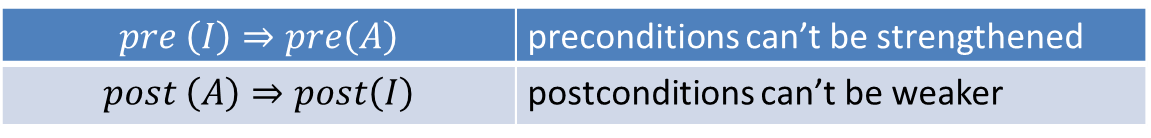 pre (I) ⇒ pre(A) preconditions can't be strengthened
post (A) ⇒ post(I) postconditions can't be weaker